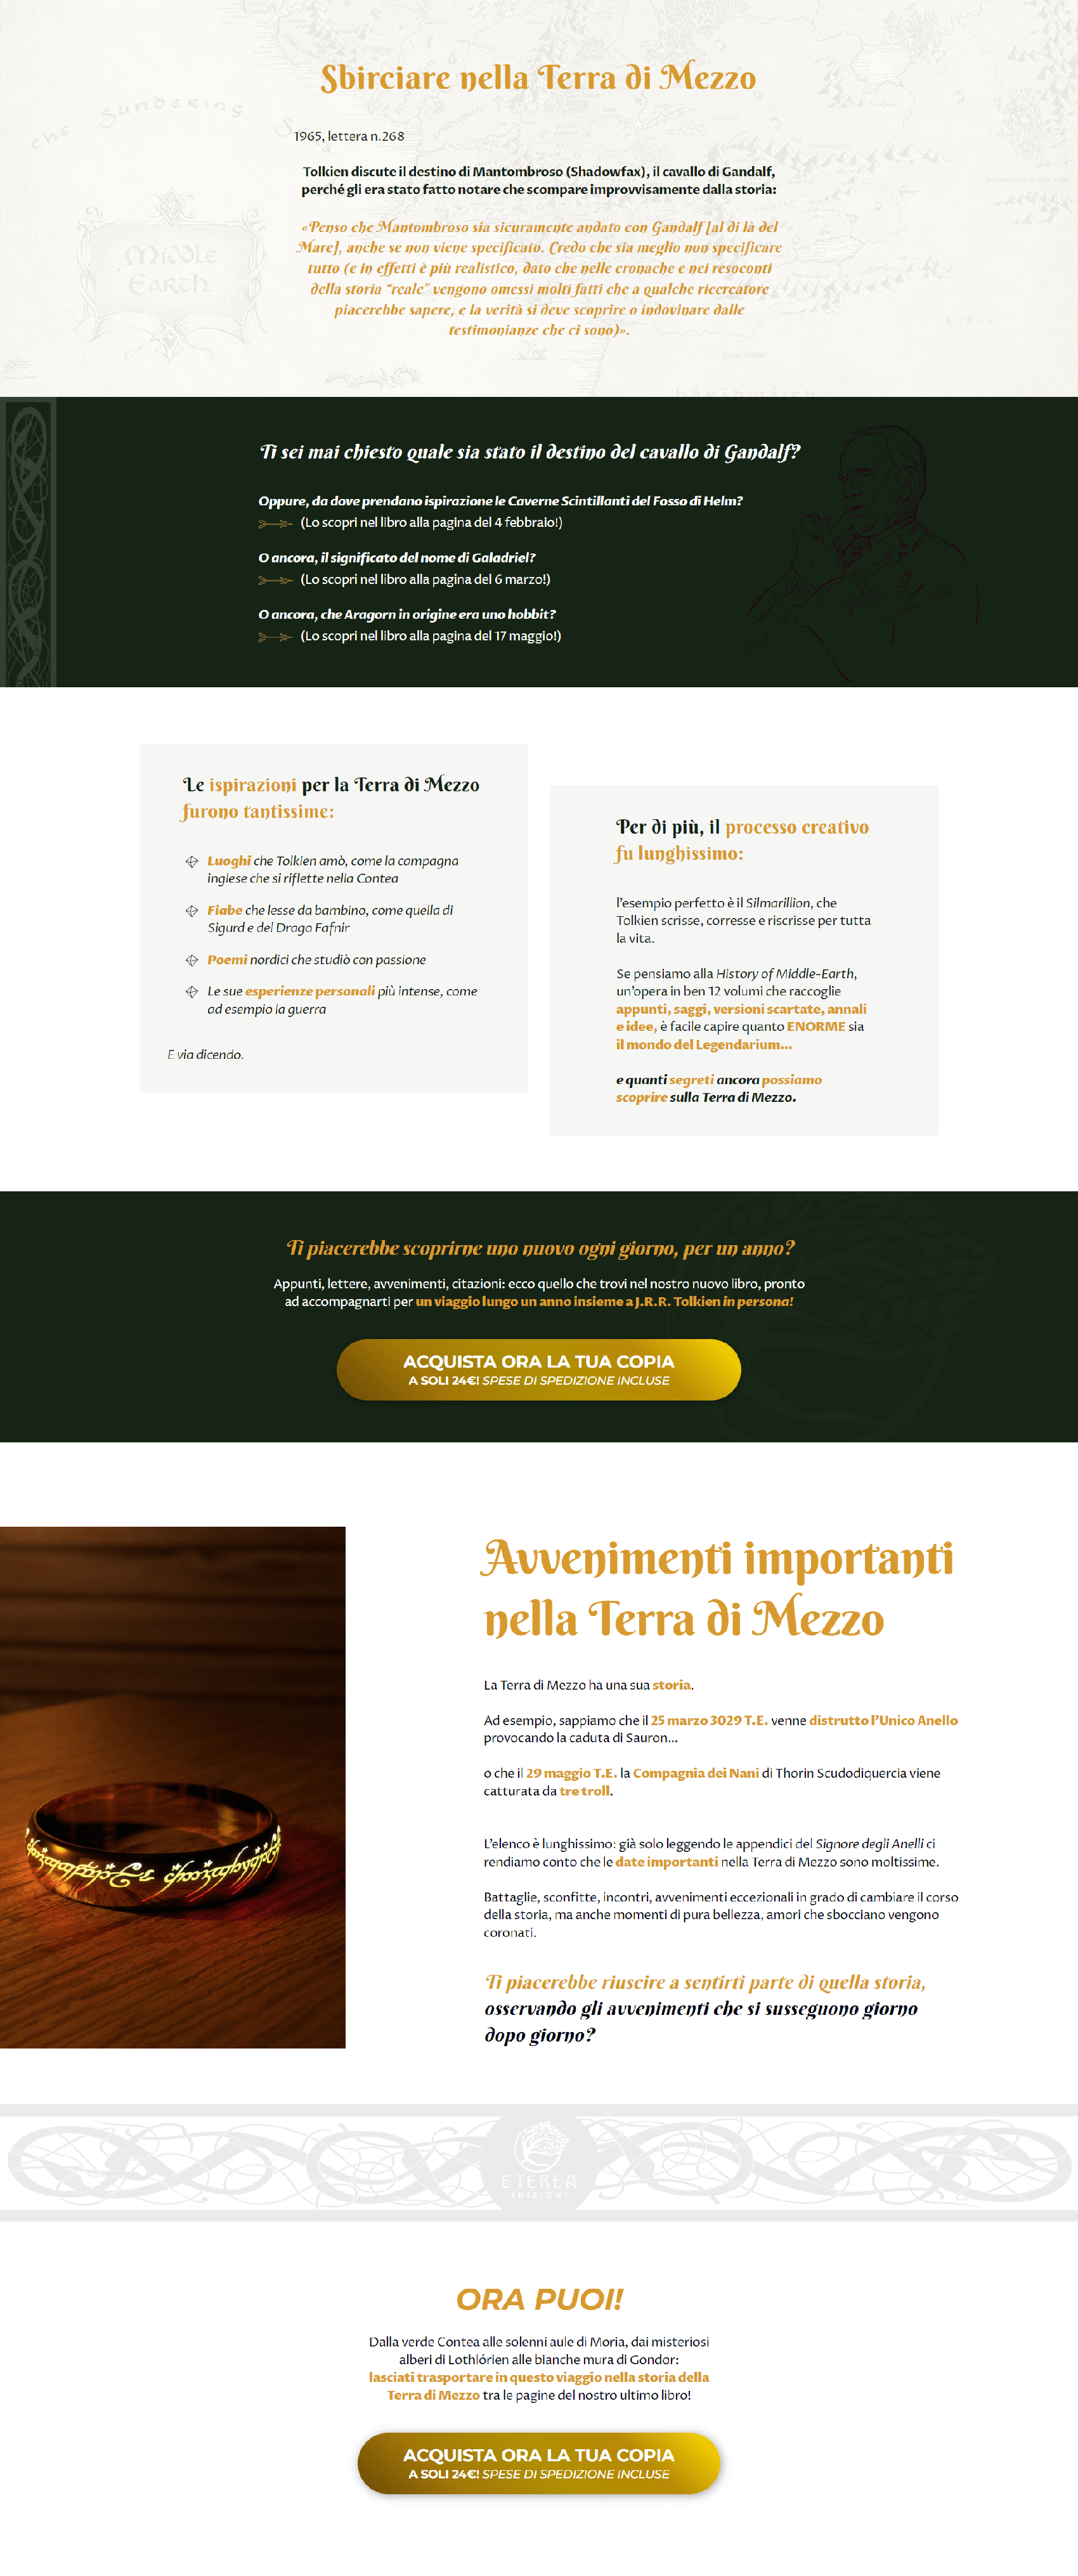 Sbirciare nella Terra di Mezzo
1965, lettera n.268
Tolkien discute il destino di Mantombroso (Shadowfax), il cavallo di Gandalf,
perché gli era stato fatto notare che scompare improvvisamente dalla storia:
«Penso che Mantombroso sia sicuramente andato con Gandalf [al di là del
Mare], anche se non viene specificato. Credo che sia meglio non specificare
tutto (e in effetti è più realistico, dato che nelle cronache e nei resoconti
della storia “reale” vengono omessi molti fatti che a qualche ricercatore
piacerebbe sapere, e la verità si deve scoprire o indovinare dalle
testimonianze che ci sono)».
the Sundering S
Middle
Earth
khand
Ti sei mai chiesto quale sia stato il destino del cavallo di Gandalf?
Oppure, da dove prendano ispirazione le Caverne Scintillanti del Fosso di Helm?
(Lo scopri nel libro alla pagina del 4 febbraio!)
O ancora, il significato del nome di Galadriel?
(Lo scopri nel libro alla pagina del 6 marzo!)
O ancora, che Aragorn in origine era uno hobbit?
(Lo scopri nel libro alla pagina del 17 maggio!)
Le ispirazioni per la Terra di Mezzo
furono tantissime:
Luoghi che Tolkien amò, come la campagna
inglese che si riflette nella Contea
Fiabe che lesse da bambino, come quella di
Sigurd e del Drago Fafnir
Poemi nordici che studiò con passione
Le sue esperienze personali più intense, come
ad esempio la guerra
E via dicendo.
Per di più, il processo creativo
fu lunghissimo:
l’esempio perfetto è il Silmarillion, che
Tolkien scrisse, corresse e riscrisse per tutta
la vita.
Se pensiamo alla History of Middle-Earth,
un’opera in ben 12 volumi che raccoglie
appunti, saggi, versioni scartate, annali
e idee, è facile capire quanto ENORME sia
il mondo del Legendarium...
e quanti segreti ancora possiamo
scoprire sulla Terra di Mezzo.
Ti piacerebbe scoprirne uno nuovo ogni giorno, per un anno?
Appunti, lettere, avvenimenti, citazioni: ecco quello che trovi nel nostro nuovo libro, pronto
ad accompagnarti per un viaggio lungo un anno insieme a J.R.R. Tolkien in persona!
ACQUISTA ORA LA TUA COPIA
A SOLI 24€! SPESE DI SPEDIZIONE INCLUSE
Avvenimenti importanti
nella Terra di Mezzo
La Terra di Mezzo ha una sua storia.
Ad esempio, sappiamo che il 25 marzo 3029 T.E. venne distrutto l’Unico Anello
provocando la caduta di Sauron...
o che il 29 maggio T.E. la Compagnia dei Nani di Thorin Scudodiquercia viene
catturata da tre troll.
L’elenco è lunghissimo: già solo leggendo le appendici del Signore degli Anelli ci
rendiamo conto che le date importanti nella Terra di Mezzo sono moltissime.
Battaglie, sconfitte, incontri, avvenimenti eccezionali in grado di cambiare il corso
della storia, ma anche momenti di pura bellezza, amori che sbocciano vengono
coronati.
Ti piacerebbe riuscire a sentirti parte di quella storia,
osservando gli avvenimenti che si susseguono giorno
dopo giorno?
ETEREA
EDIZIONI
ORA PUOI!
Dalla verde Contea alle solenni aule di Moria, dai misteriosi
alberi di Lothlórien alle bianche mura di Gondor:
lasciati trasportare in questo viaggio nella storia della
Terra di Mezzo tra le pagine del nostro ultimo libro!
ACQUISTA ORA LA TUA COPIA
A SOLI 24€! SPESE DI SPEDIZIONE INCLUSE